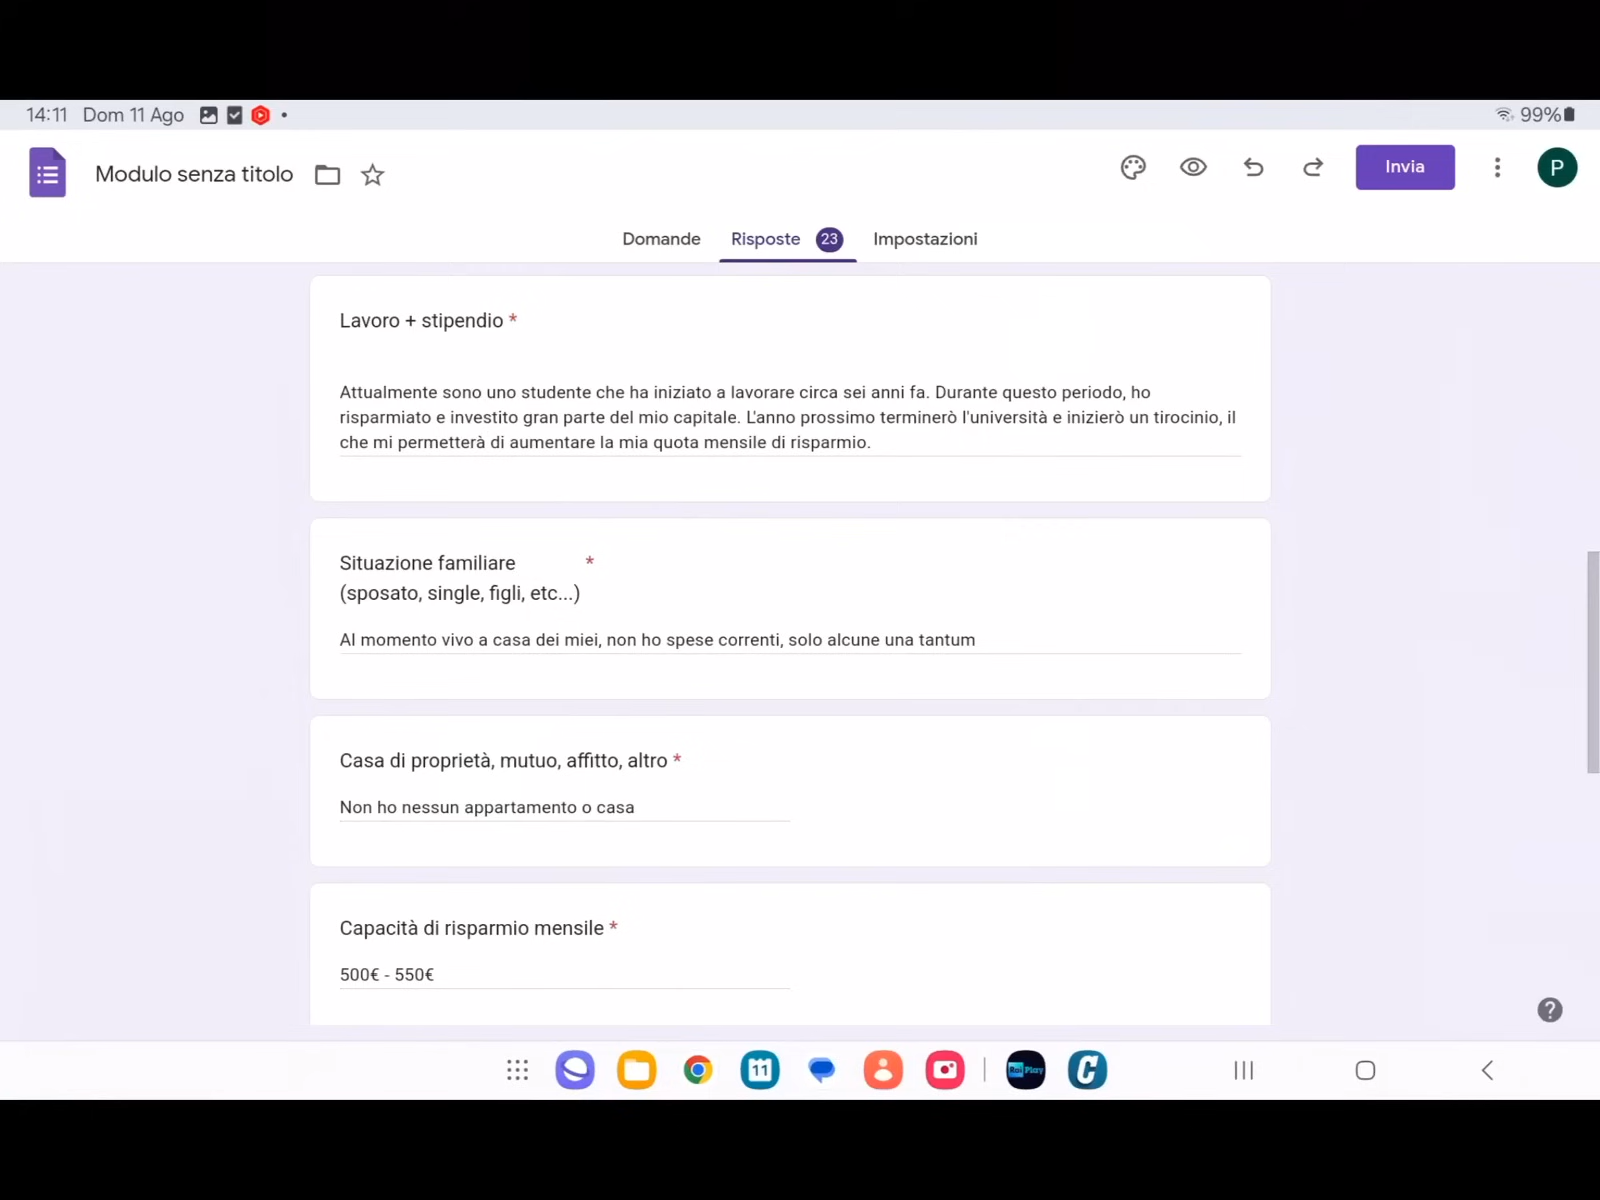 14:11 Dom 11 Ago
99%
Modulo senza titolo
Invia
P
Domande
Risposte 23
Impostazioni
Lavoro + stipendio *
Attualmente sono uno studente che ha iniziato a lavorare circa sei anni fa. Durante questo periodo, ho
risparmiato e investito gran parte del mio capitale. L'anno prossimo terminerò l'università e inizierò un tirocinio, il
che mi permetterà di aumentare la mia quota mensile di risparmio.
Situazione familiare *
(sposato, single, figli, etc...)
Al momento vivo a casa dei miei, non ho spese correnti, solo alcune una tantum
Casa di proprietà, mutuo, affitto, altro *
Non ho nessun appartamento o casa
Capacità di risparmio mensile *
500€ - 550€
11
Rai Play
C